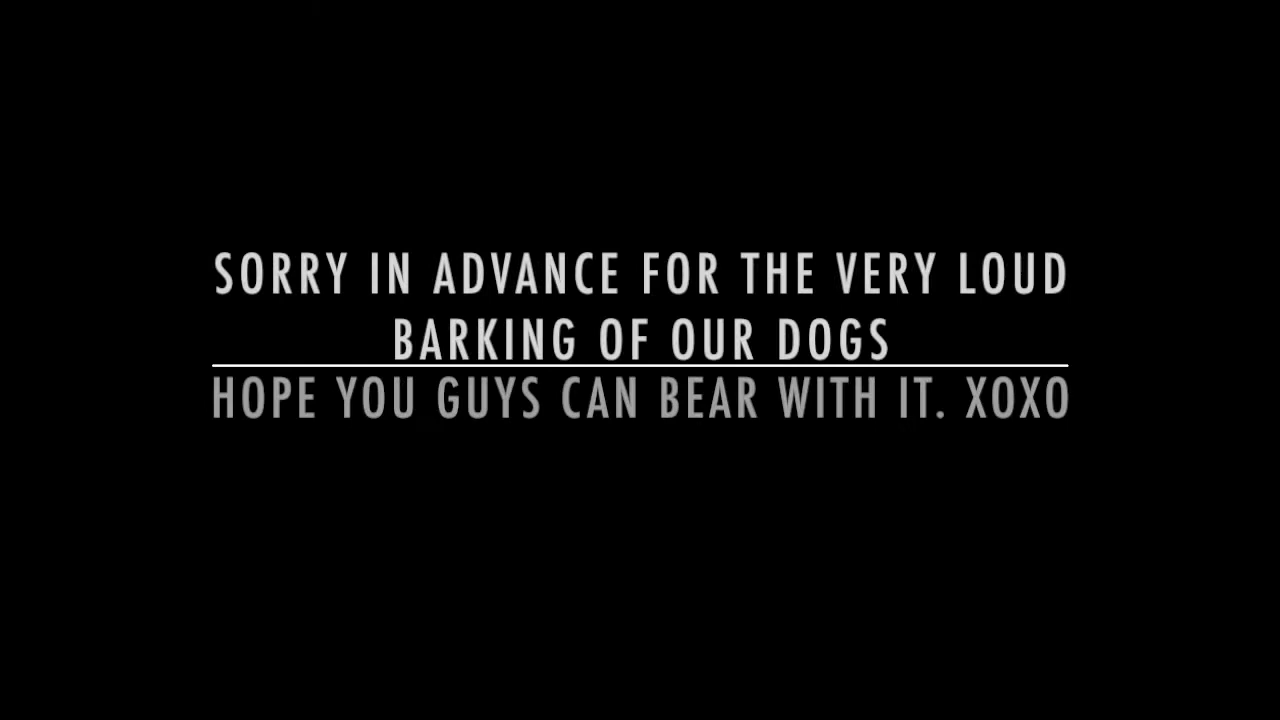 SORRY IN ADVANCE FOR THE VERY LOUD
BARKING OF OUR DOGS
HOPE YOU GUYS CAN BEAR WITH IT. XOXO